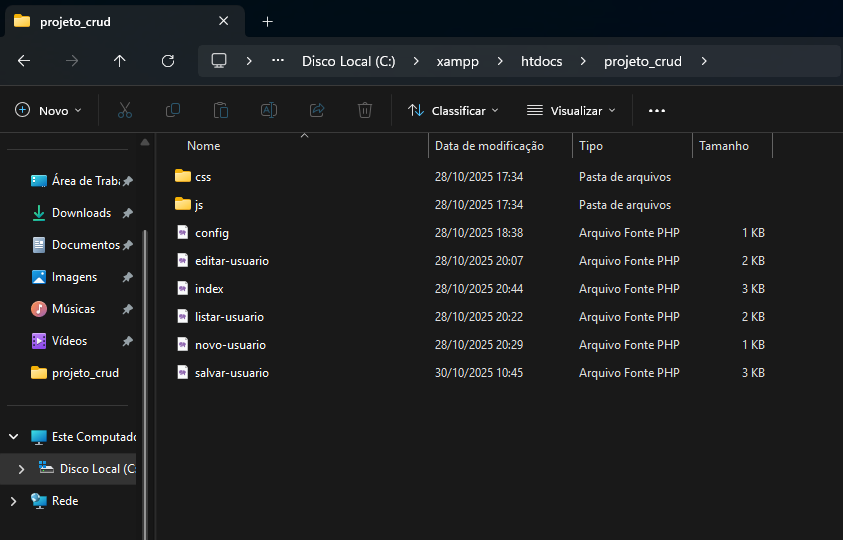 projeto_crud
Disco Local (C:) xampp htdocs projeto_crud
Novo Classificar Visualizar
Nome Data de modificação Tipo Tamanho
Área de Trab
Downloads
Documentos
Imagens
Músicas
Vídeos
projeto_crud
Este Computado
Disco Local (C
Rede
css 28/10/2025 17:34 Pasta de arquivos
js 28/10/2025 17:34 Pasta de arquivos
config 28/10/2025 18:38 Arquivo Fonte PHP 1 KB
editar-usuario 28/10/2025 20:07 Arquivo Fonte PHP 2 KB
index 28/10/2025 20:44 Arquivo Fonte PHP 3 KB
listar-usuario 28/10/2025 20:22 Arquivo Fonte PHP 2 KB
novo-usuario 28/10/2025 20:29 Arquivo Fonte PHP 1 KB
salvar-usuario 30/10/2025 10:45 Arquivo Fonte PHP 3 KB